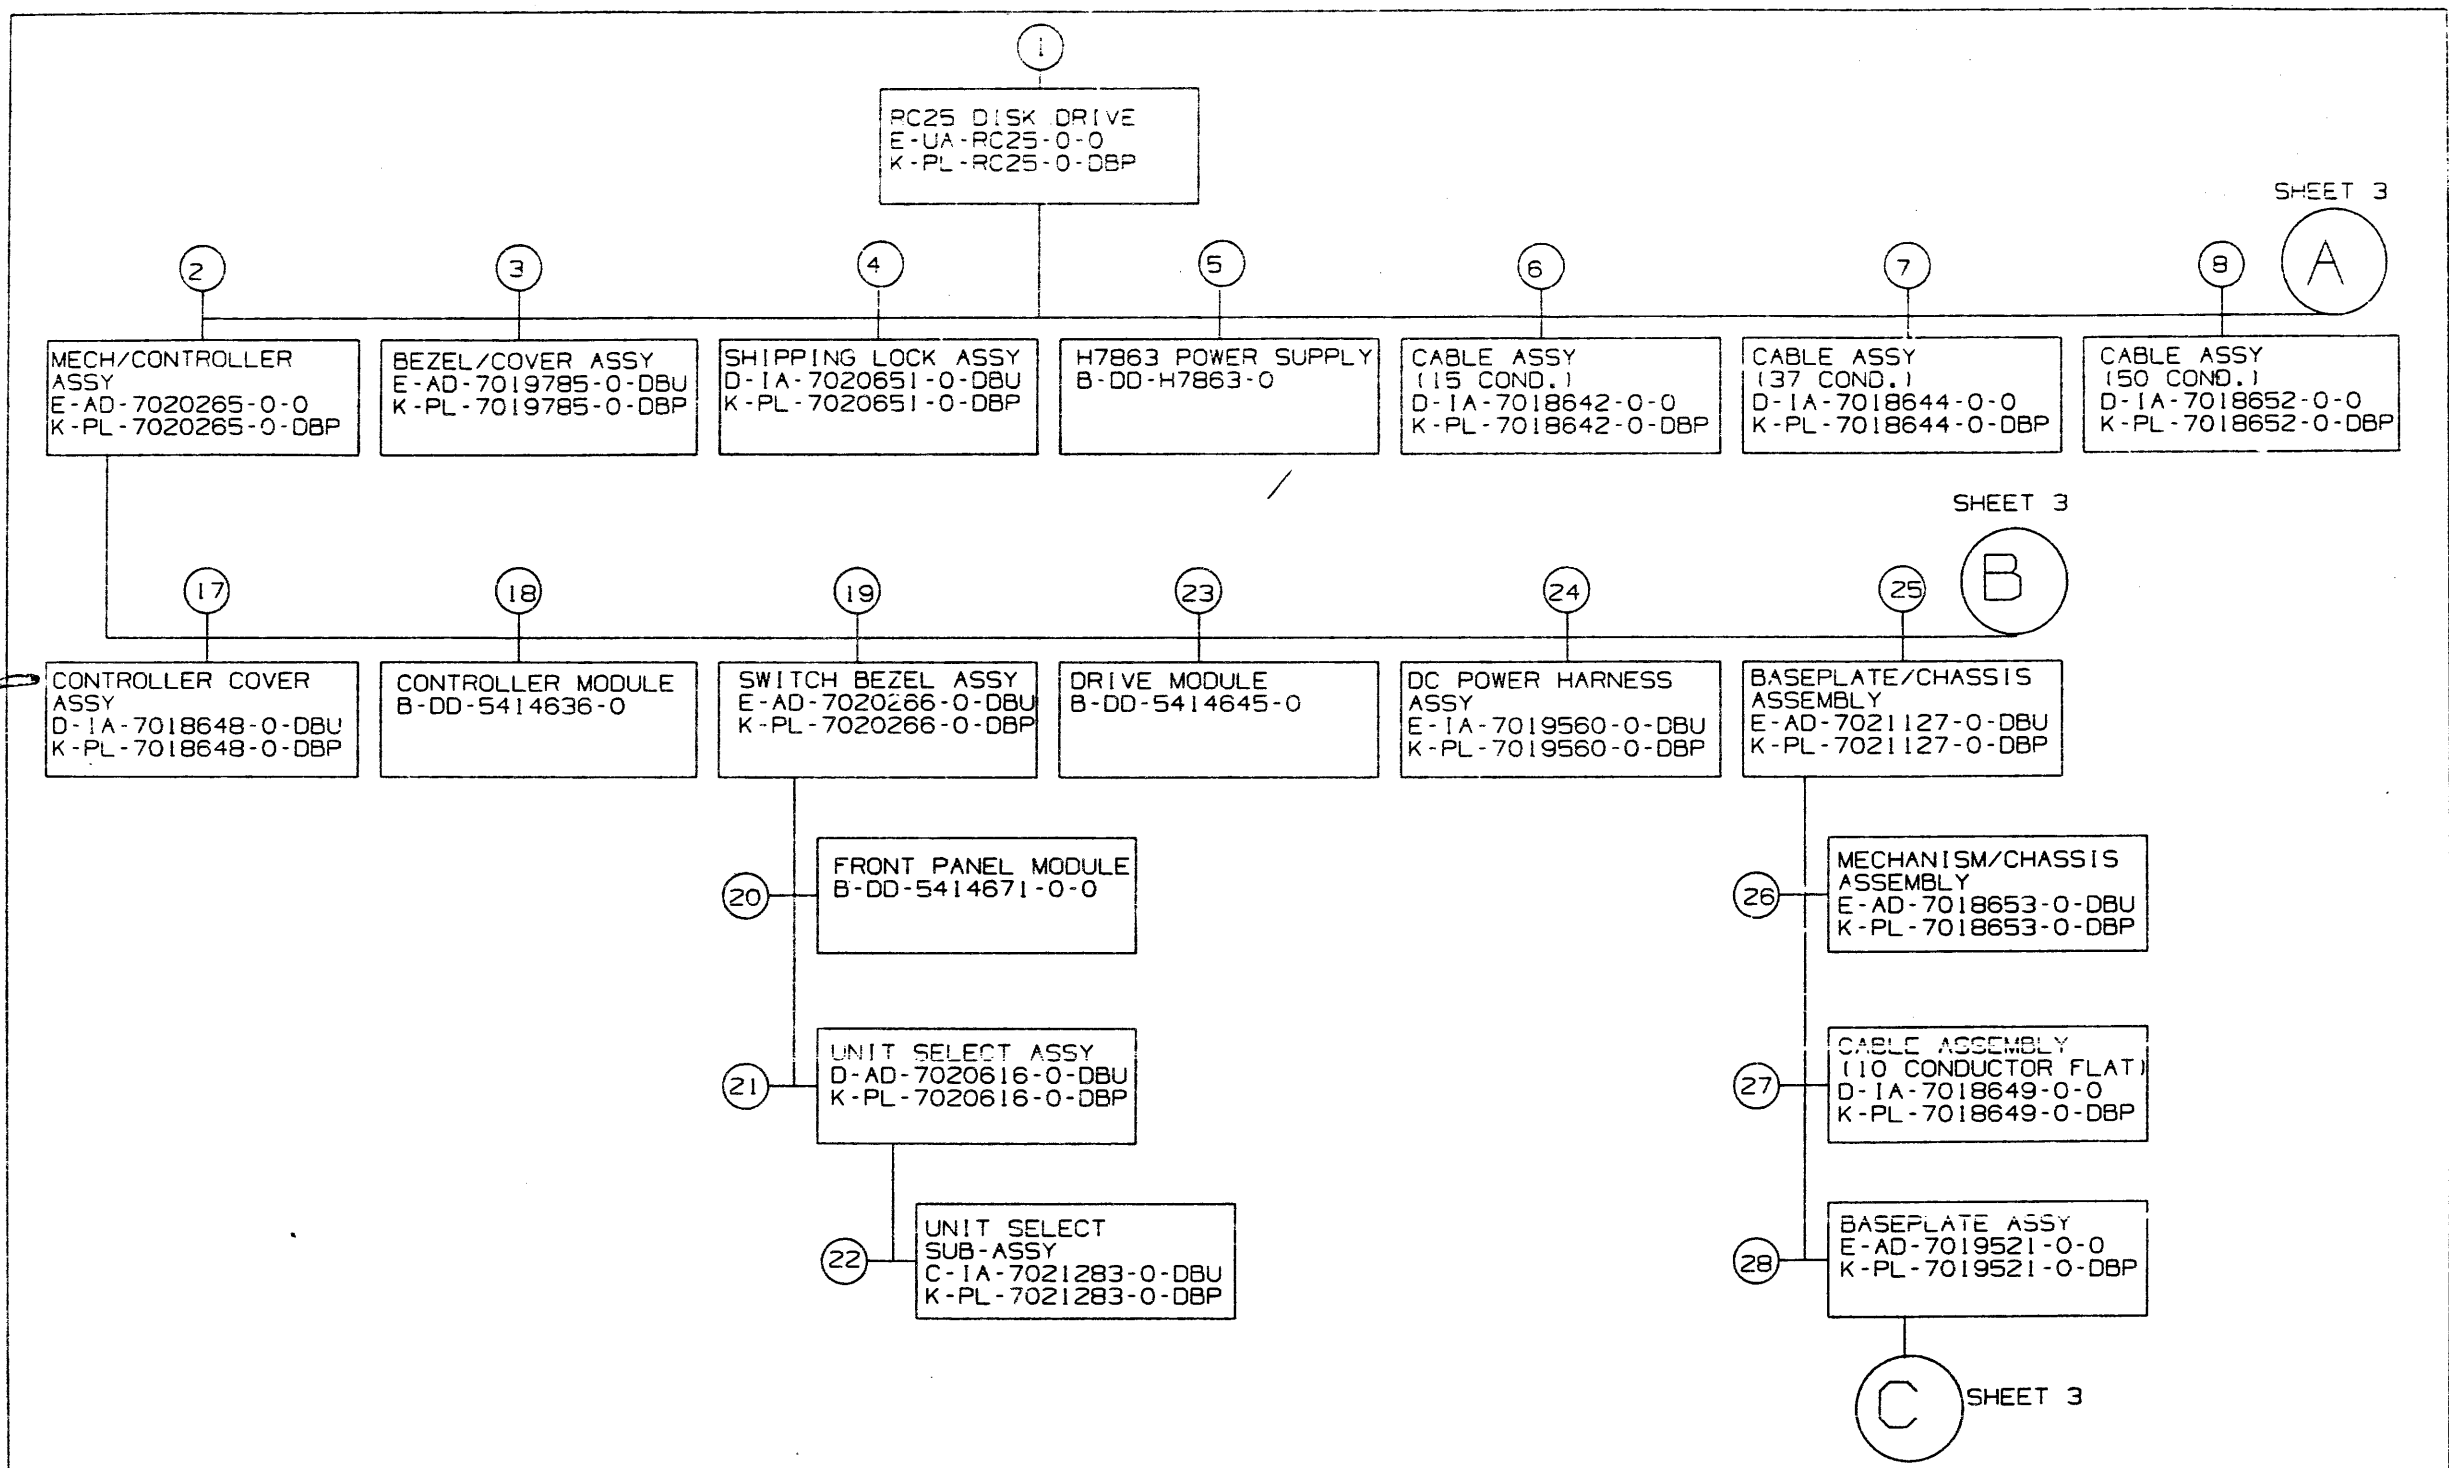 1
RC25 DISK DRIVE
E-UA-RC25-0-0
K-PL-RC25-0-DBP
SHEET 3
A
2
3
4
5
6
7
8
MECH/CONTROLLER
ASSY
E-AD-7020265-0-0
K-PL-7020265-0-DBP
BEZEL/COVER ASSY
E-AD-7019785-0-DBU
K-PL-7019785-0-DBP
SHIPPING LOCK ASSY
D-IA-7020651-0-DBU
K-PL-7020651-0-DBP
H7863 POWER SUPPLY
B-DD-H7863-0
CABLE ASSY
(15 COND.)
D-IA-7018642-0-0
K-PL-7018642-0-DBP
CABLE ASSY
(37 COND.)
D-IA-7018644-0-0
K-PL-7018644-0-DBP
CABLE ASSY
(50 COND.)
D-IA-7018652-0-0
K-PL-7018652-0-DBP
SHEET 3
B
17
18
19
23
24
25
CONTROLLER COVER
ASSY
D-IA-7018648-0-DBU
K-PL-7018648-0-DBP
CONTROLLER MODULE
B-DD-5414636-0
SWITCH BEZEL ASSY
E-AD-7020266-0-DBU
K-PL-7020266-0-DBP
DRIVE MODULE
B-DD-5414645-0
DC POWER HARNESS
ASSY
E-IA-7019560-0-DBU
K-PL-7019560-0-DBP
BASEPLATE/CHASSIS
ASSEMBLY
E-AD-7021127-0-DBU
K-PL-7021127-0-DBP
20
FRONT PANEL MODULE
B-DD-5414671-0-0
26
MECHANISM/CHASSIS
ASSEMBLY
E-AD-7018653-0-DBU
K-PL-7018653-0-DBP
21
UNIT SELECT ASSY
D-AD-7020616-0-DBU
K-PL-7020616-0-DBP
27
CABLE ASSEMBLY
(10 CONDUCTOR FLAT)
D-IA-7018649-0-0
K-PL-7018649-0-DBP
22
UNIT SELECT
SUB-ASSY
C-IA-7021283-0-DBU
K-PL-7021283-0-DBP
28
BASEPLATE ASSY
E-AD-7019521-0-0
K-PL-7019521-0-DBP
C
SHEET 3